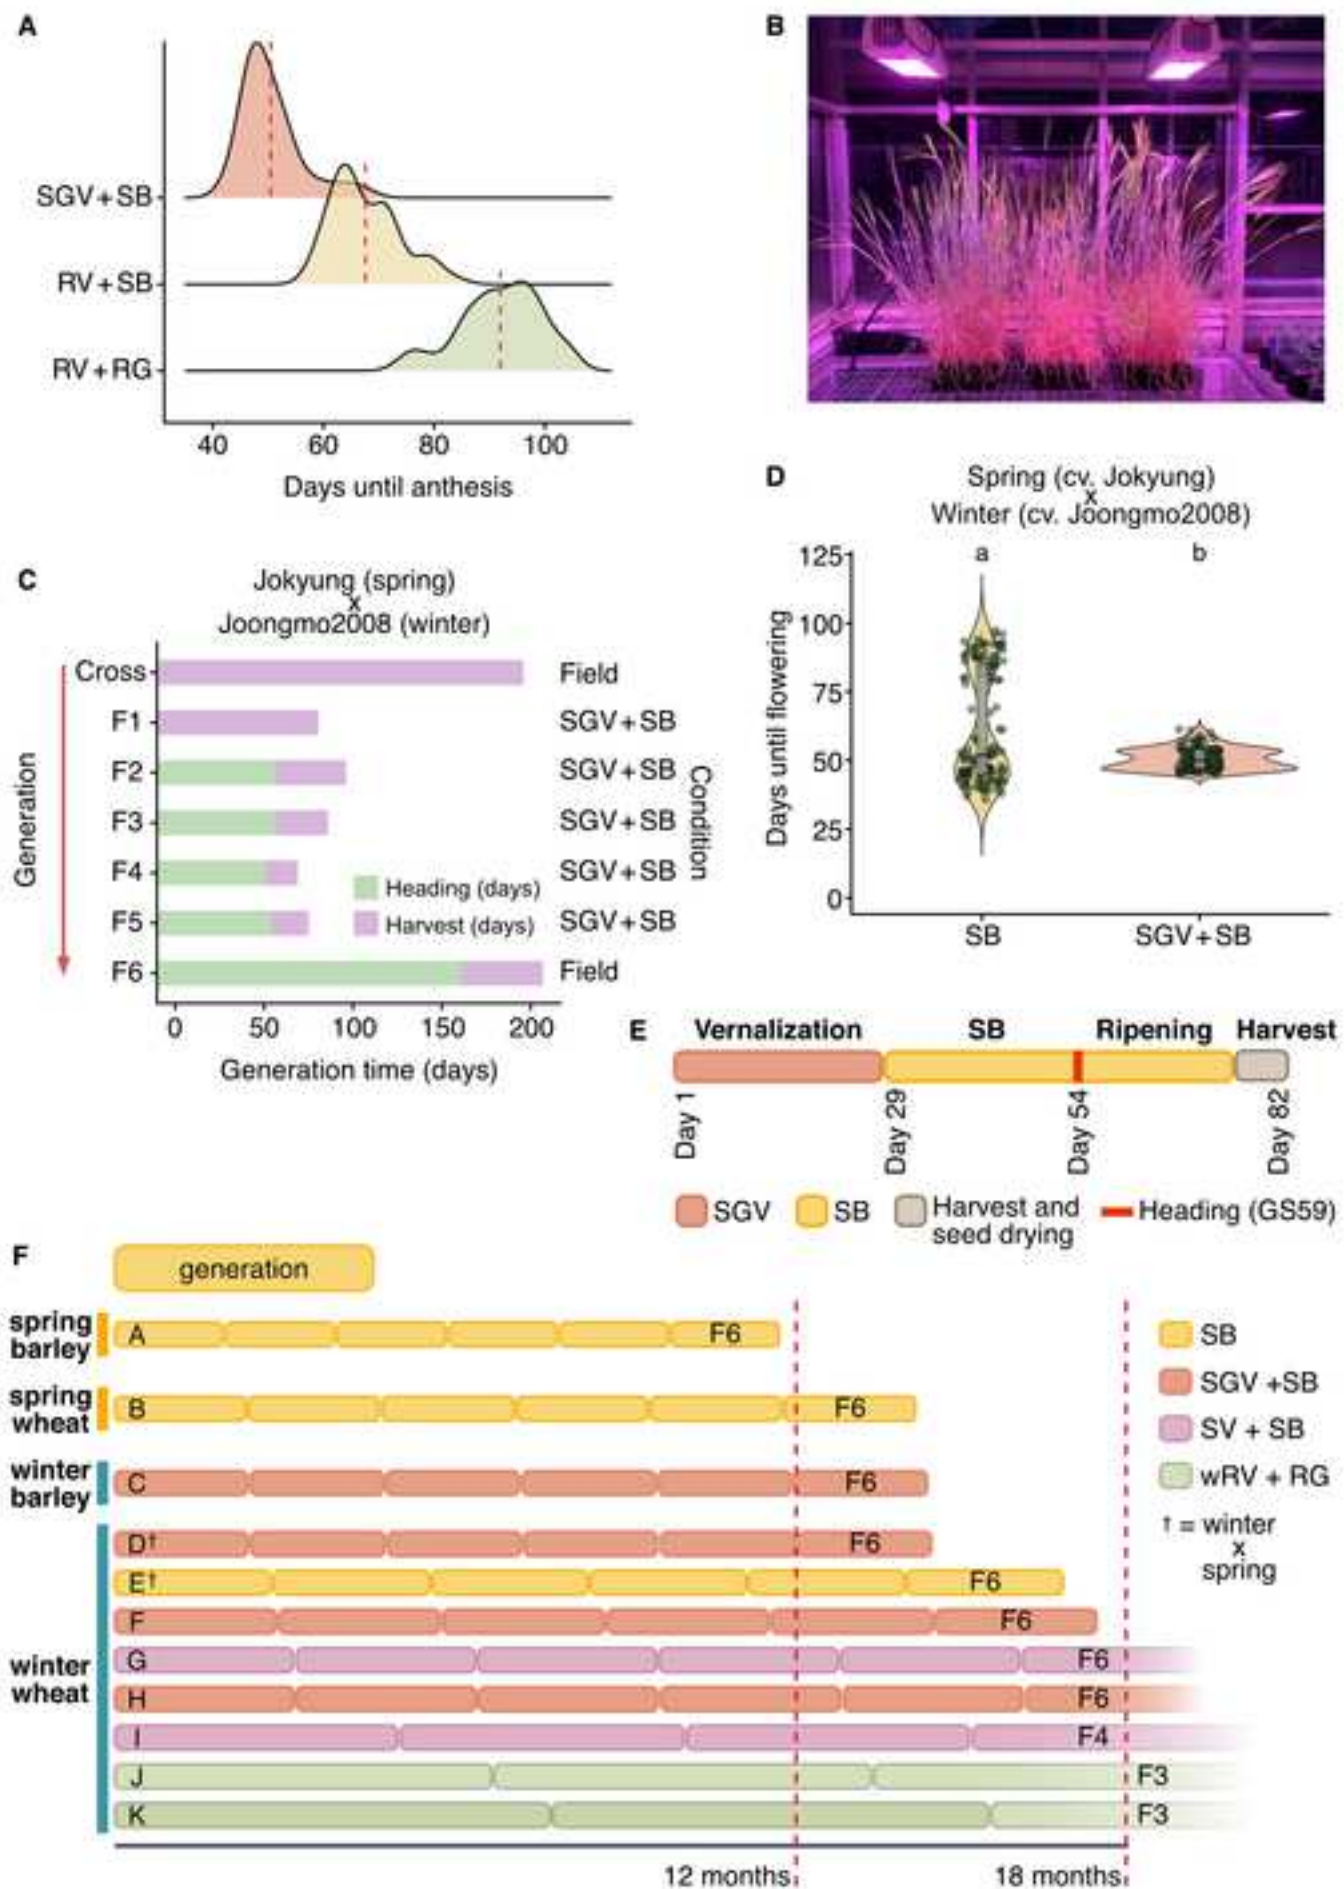 A
SGV+SB
RV+SB
RV+RG
40 60 80 100
Days until anthesis
B
C
Jokyung (spring)
x
Joongmo2008 (winter)
Generation
Cross
F1
F2
F3
F4
F5
F6
Field
SGV+SB
SGV+SB
SGV+SB
SGV+SB
SGV+SB
Field
Condition
Heading (days)
Harvest (days)
0 50 100 150 200
Generation time (days)
D
Spring (cv. Jokyung)
x
Winter (cv. Joongmo2008)
a b
Days until flowering
125
100
75
50
25
0
SB SGV+SB
E
Vernalization SB Ripening Harvest
Day 1
Day 29
Day 54
Day 82
SGV
SB
Harvest and
seed drying
Heading (GS59)
F
generation
spring
barley
A F6
spring
wheat
B F6
winter
barley
C F6
winter
wheat
D† F6
E† F6
F F6
G F6
H F6
I F4
J F3
K F3
SB
SGV +SB
SV + SB
wRV + RG
† = winter
x
spring
12 months
18 months